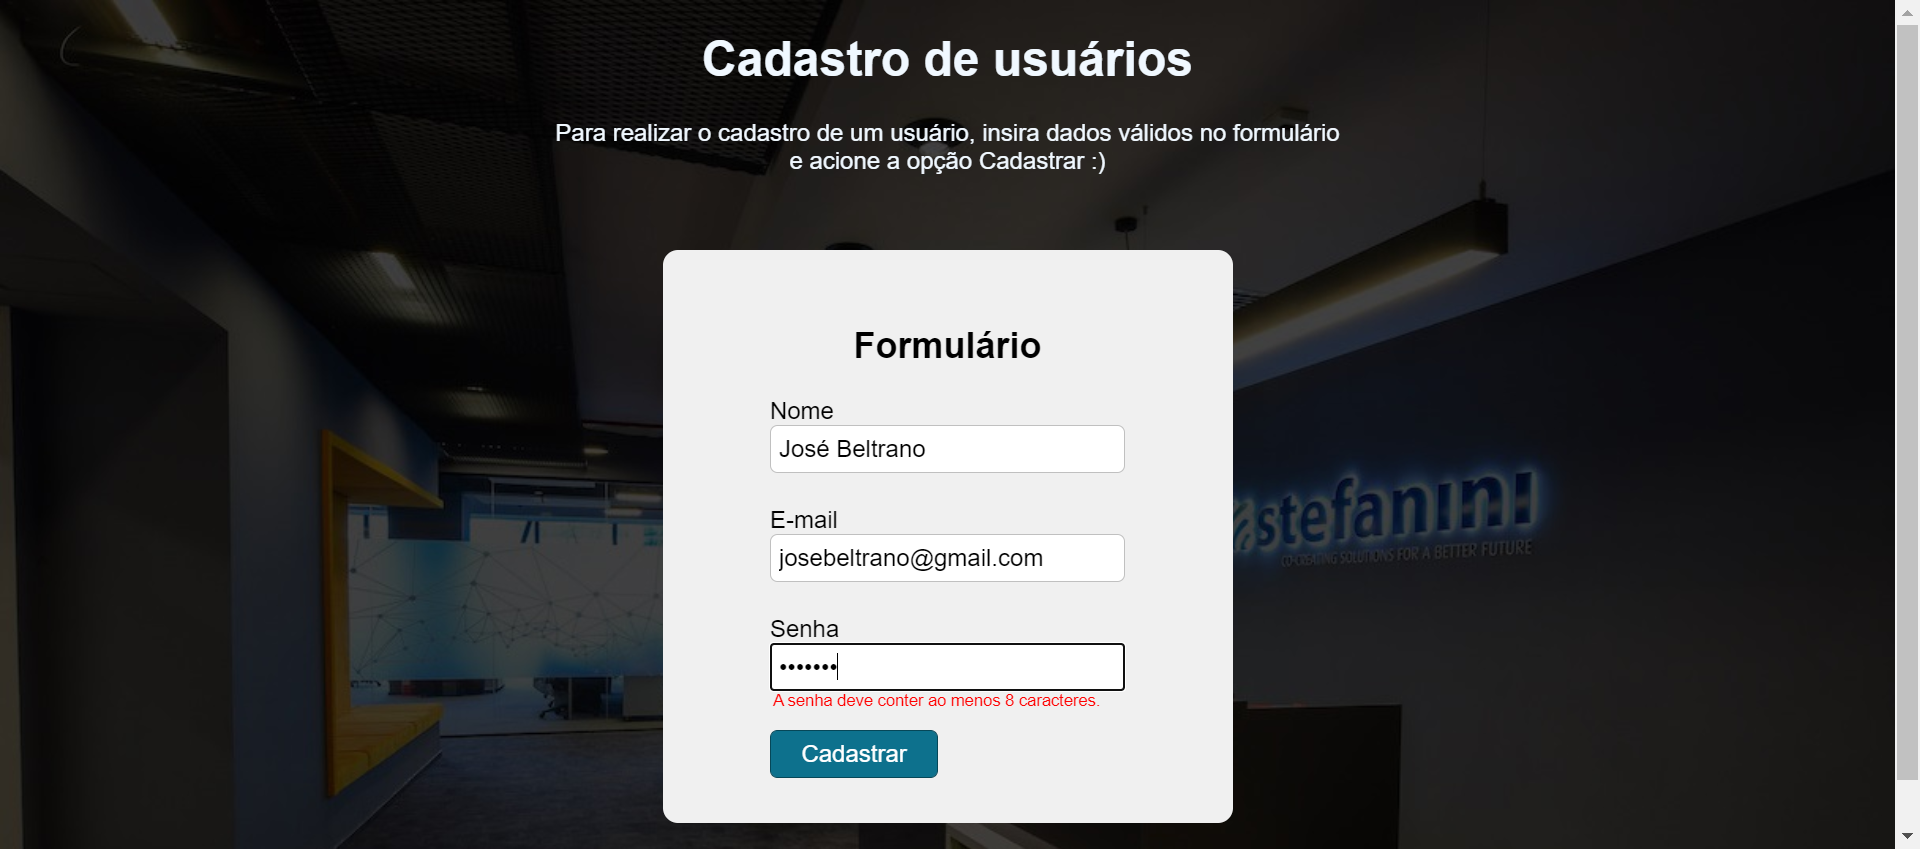 Cadastro de usuários
Para realizar o cadastro de um usuário, insira dados válidos no formulário
e acione a opção Cadastrar :)
Formulário
Nome
José Beltrano
E-mail
josebeltrano@gmail.com
Senha
•••••••
A senha deve conter ao menos 8 caracteres.
Cadastrar
stefanini
CO-CREATING SOLUTIONS FOR A BETTER FUTURE